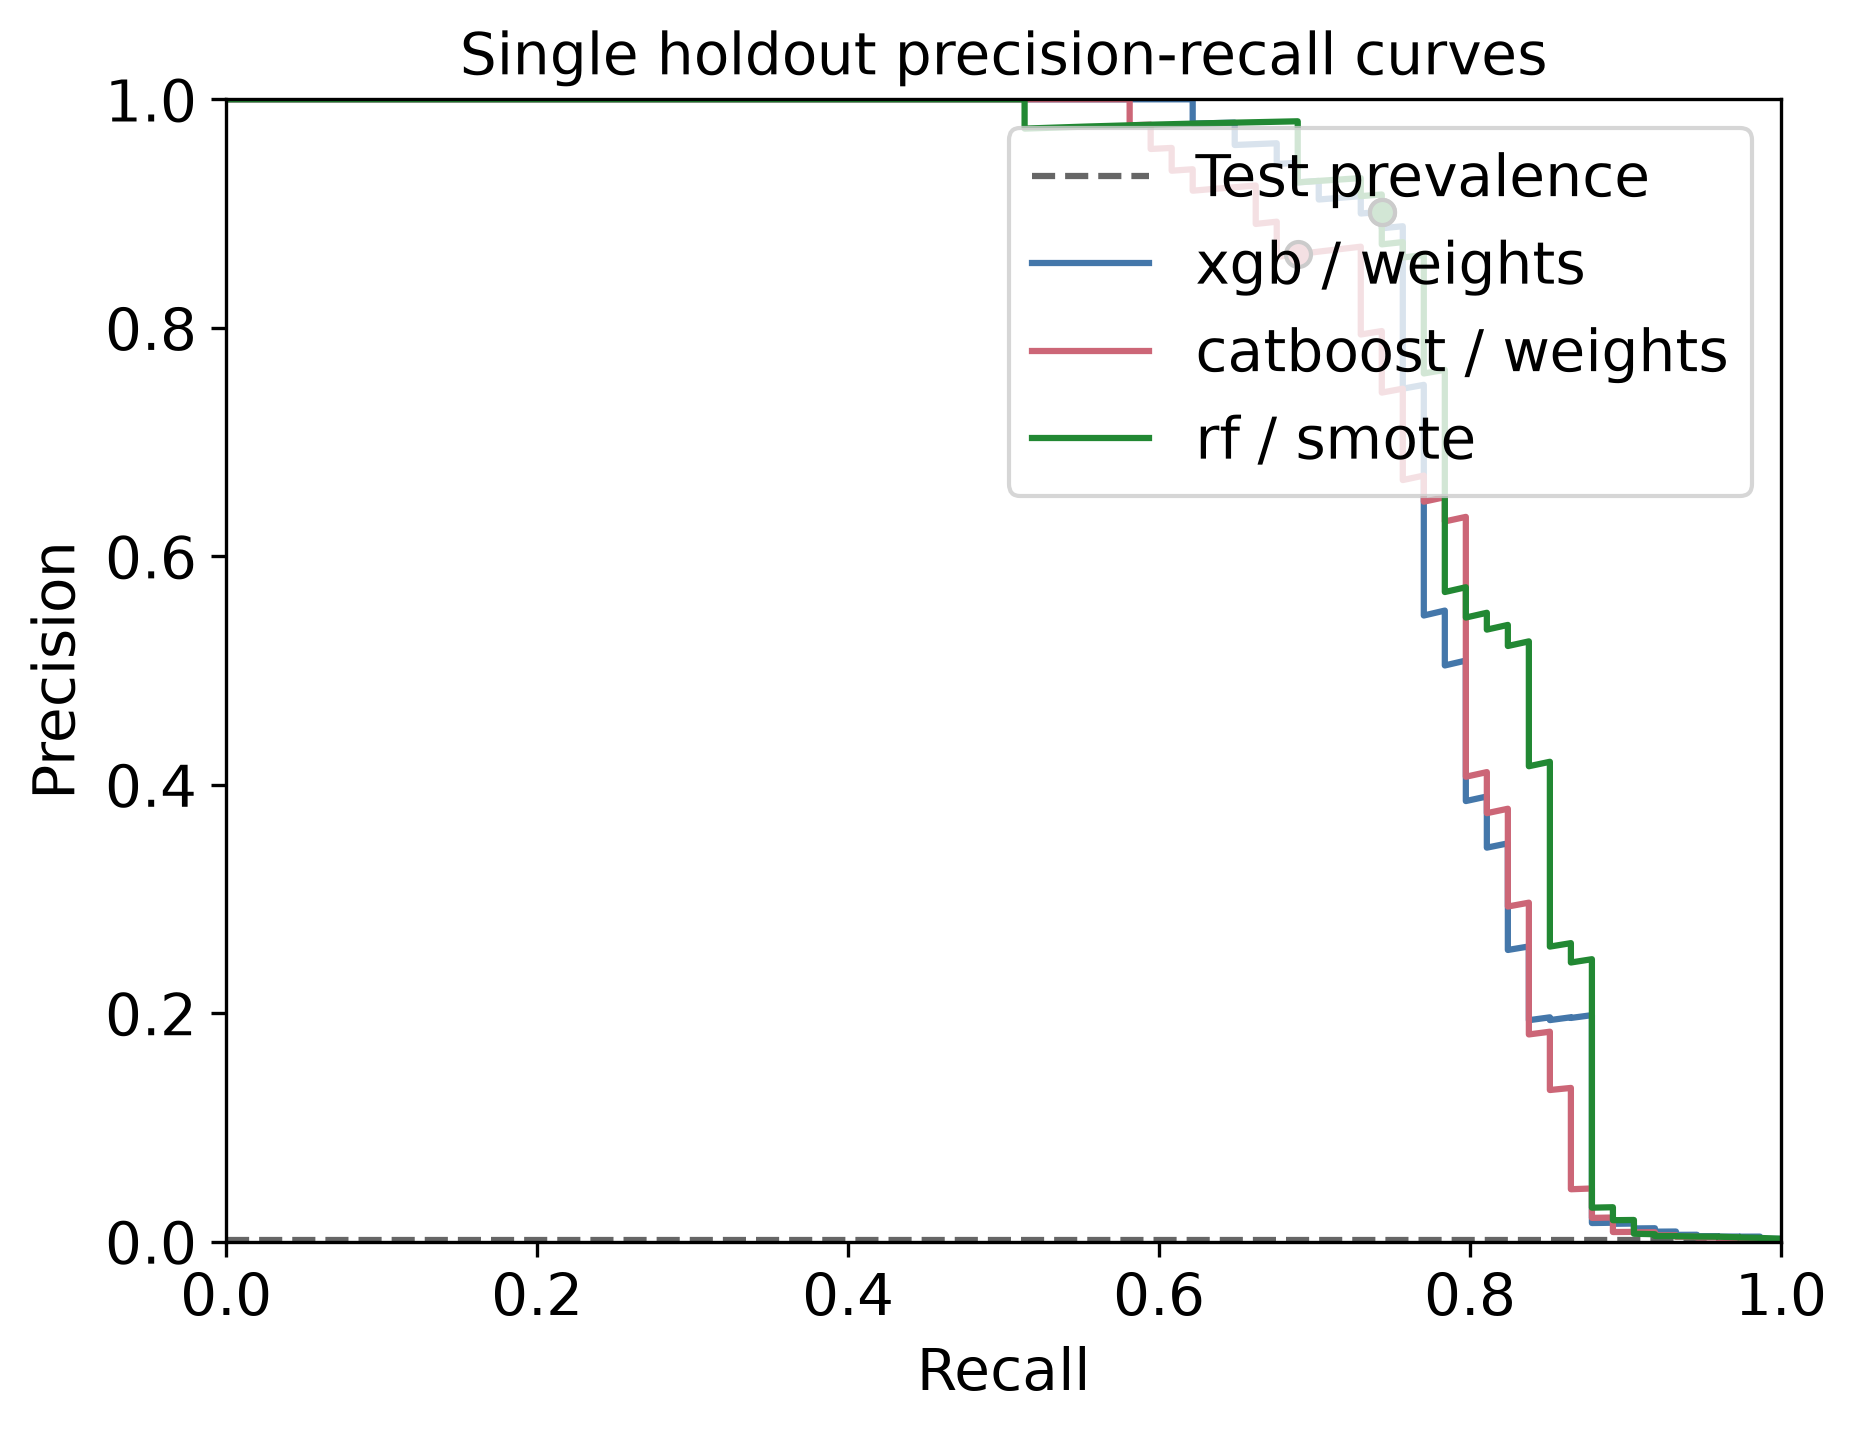 Single holdout precision-recall curves
1.0
0.8
0.6
0.4
0.2
0.0
Precision
Test prevalence
xgb / weights
catboost / weights
rf / smote
0.0 0.2 0.4 0.6 0.8 1.0
Recall